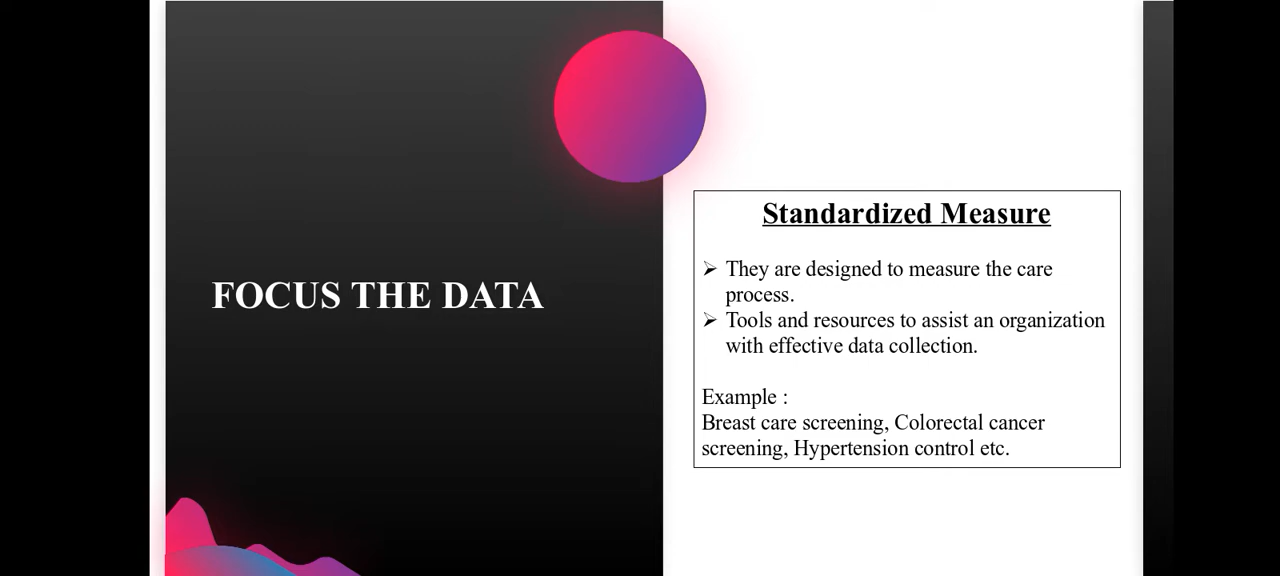 FOCUS THE DATA
Standardized Measure
➢ They are designed to measure the care
process.
➢ Tools and resources to assist an organization
with effective data collection.
Example :
Breast care screening, Colorectal cancer
screening, Hypertension control etc.